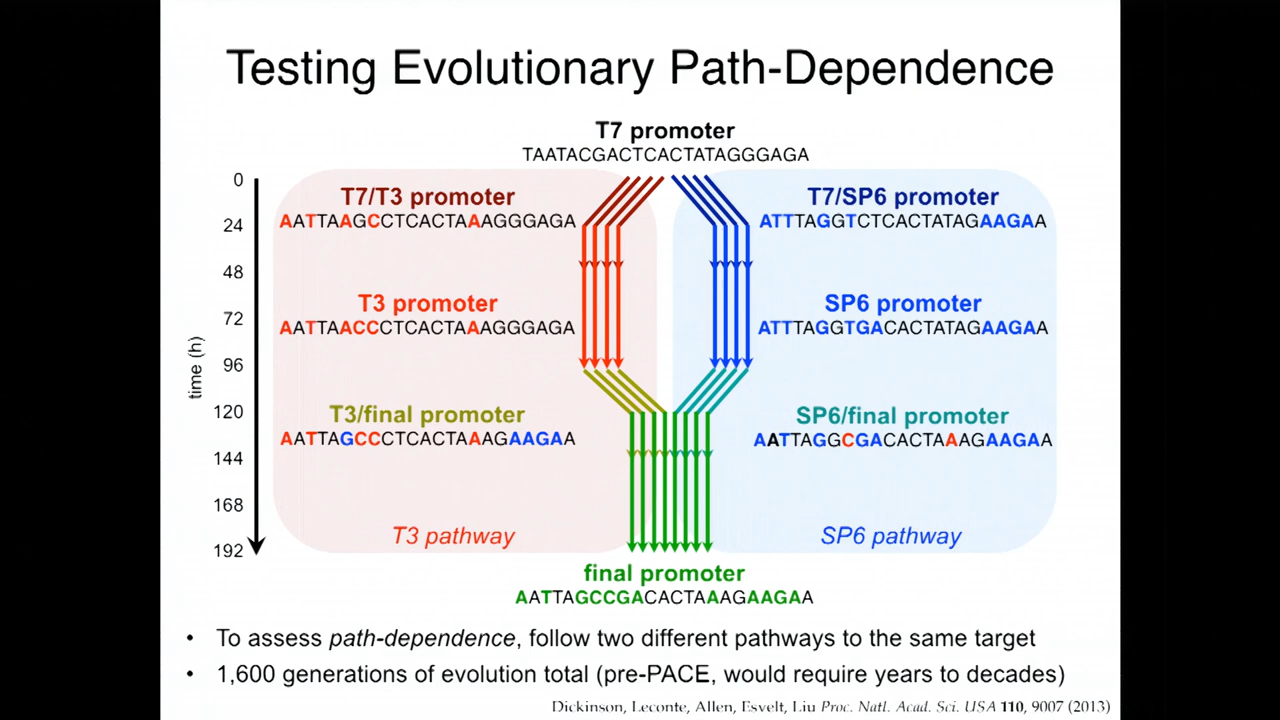 Testing Evolutionary Path-Dependence
T7 promoter
TAATACGACTCACTATAGGGAGA
0
T7/T3 promoter
T7/SP6 promoter
24
AATTAAGCCTCACTAAAGGGAGA
ATTTAGGTCTCACTATAGAAGAA
48
T3 promoter
SP6 promoter
72
AATTAACCCTCACTAAAGGGAGA
ATTTAGGTGACACTATAGAAGAA
time (h)
96
120
T3/final promoter
SP6/final promoter
AATTAGCCCTCACTAAAGAAGAA
AATTAGGCGACACTAAAGAAGAA
144
168
T3 pathway
SP6 pathway
192
final promoter
AATTAGCCGACACTAAAGAAGAA
• To assess path-dependence, follow two different pathways to the same target
• 1,600 generations of evolution total (pre-PACE, would require years to decades)
Dickinson, Leconte, Allen, Esvelt, Liu Proc. Natl. Acad. Sci. USA 110, 9007 (2013)